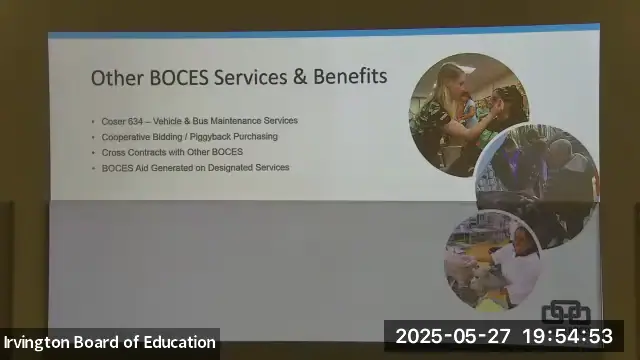 Other BOCES Services & Benefits
• Coser 634 – Vehicle & Bus Maintenance Services
• Cooperative Bidding / Piggyback Purchasing
• Cross Contracts with Other BOCES
• BOCES Aid Generated on Designated Services
Irvington Board of Education
2025-05-27 19:54:53